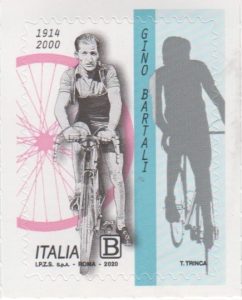 1914
2000
GINO BARTALI
ITALIA B
I.P.Z.S. S.p.A. - ROMA - 2020
T. TRINCA